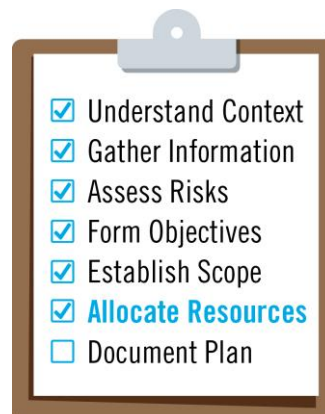 Understand Context
Gather Information
Assess Risks
Form Objectives
Establish Scope
Allocate Resources
Document Plan